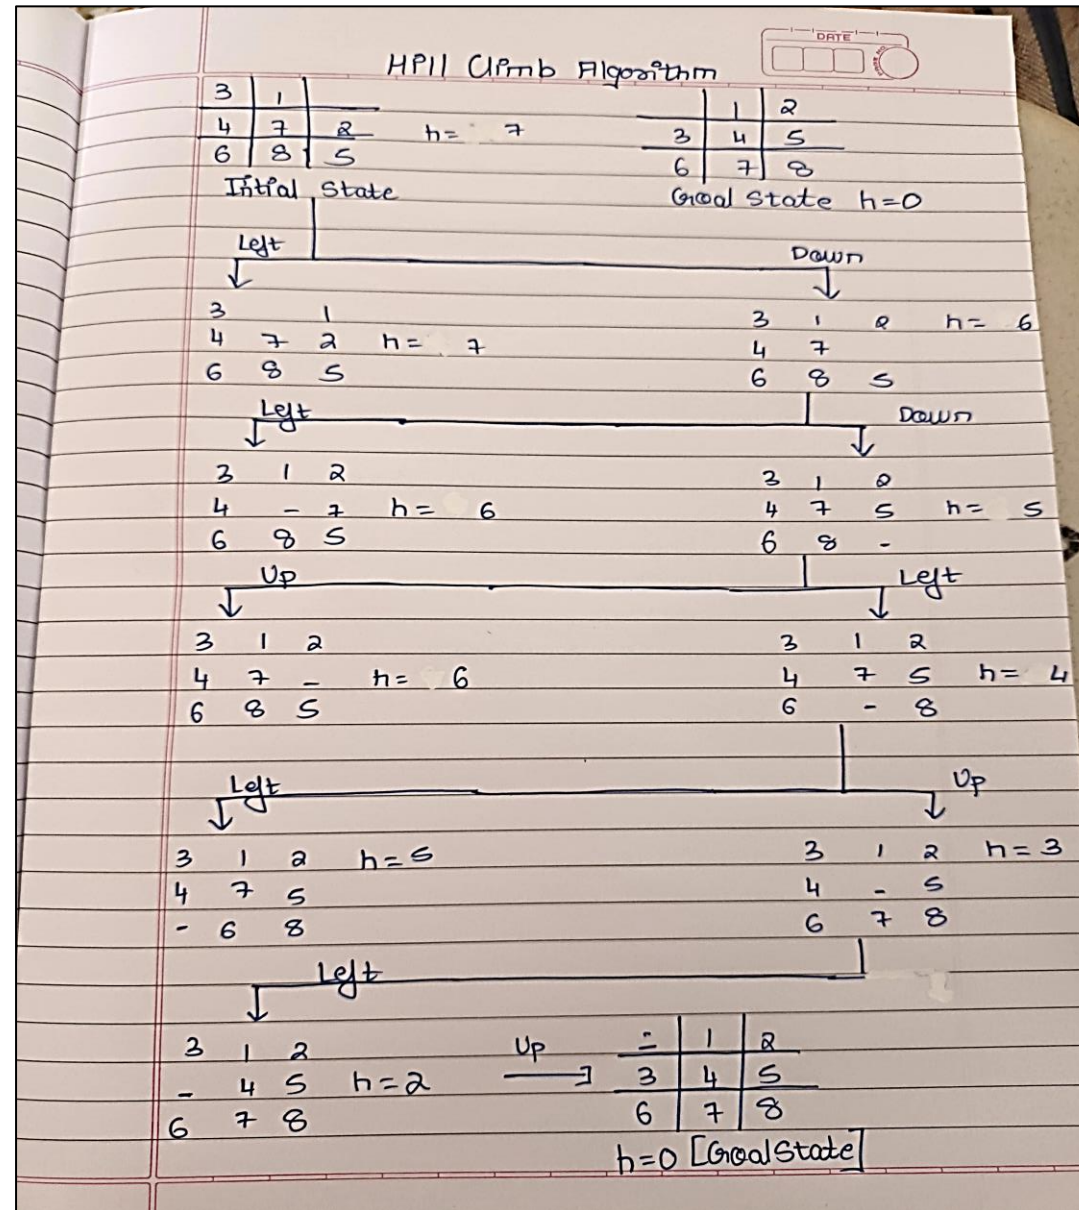 DATE
Hill Climb Algorithm
3 1
4 7 2 h= 7
6 8 5
Intial State
1 2
3 4 5
6 7 8
Goal State h=0
Left
Down
3 1
4 7 2 h= 7
6 8 5
3 1 2 h= 6
4 7
6 8 5
Left
Down
3 1 2
4 - 7 h= 6
6 8 5
3 1 2
4 7 5 h= 5
6 8 -
Up
Left
3 1 2
4 7 - h= 6
6 8 5
3 1 2
4 7 5 h= 4
6 - 8
Left
Up
3 1 2 h=5
4 7 5
- 6 8
3 1 2 h=3
4 - 5
6 7 8
Left
3 1 2
- 4 5 h=2
6 7 8
Up
- 1 2
3 4 5
6 7 8
h=0 [Goal State]